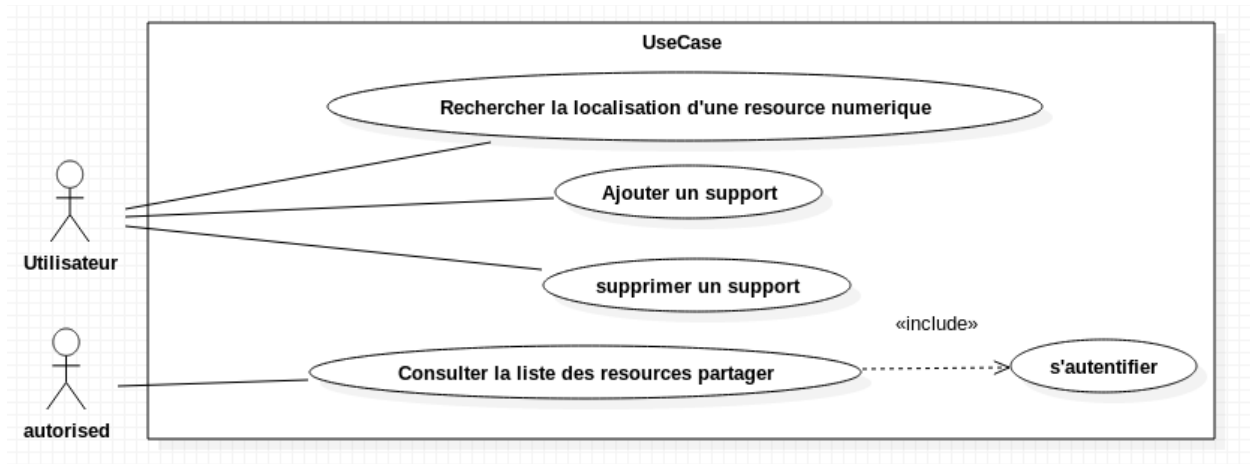 UseCase
Rechercher la localisation d'une resource numerique
Ajouter un support
Utilisateur
supprimer un support
«include»
Consulter la liste des resources partager
s'autentifier
autorised